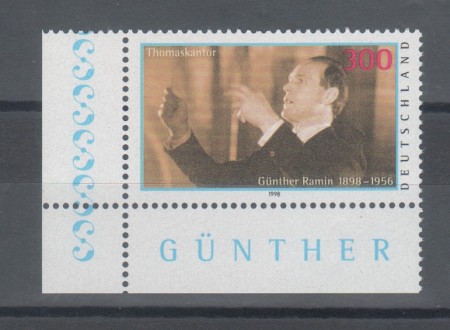 Thomaskantor
300
DEUTSCHLAND
Günther Ramin 1898–1956
1998
GÜNTHER